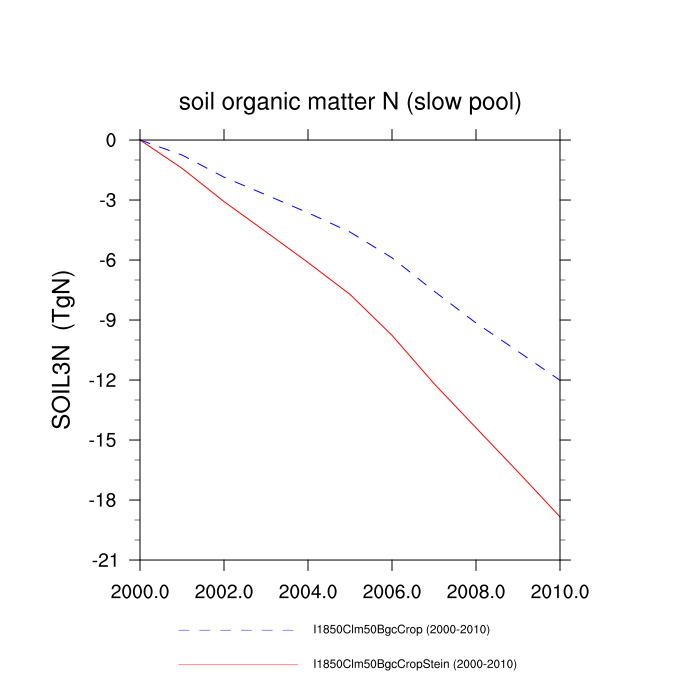 soil organic matter N (slow pool)
SOIL3N (TgN)
0
-3
-6
-9
-12
-15
-18
-21
2000.0 2002.0 2004.0 2006.0 2008.0 2010.0
I1850Clm50BgcCrop (2000-2010)
I1850Clm50BgcCropStein (2000-2010)